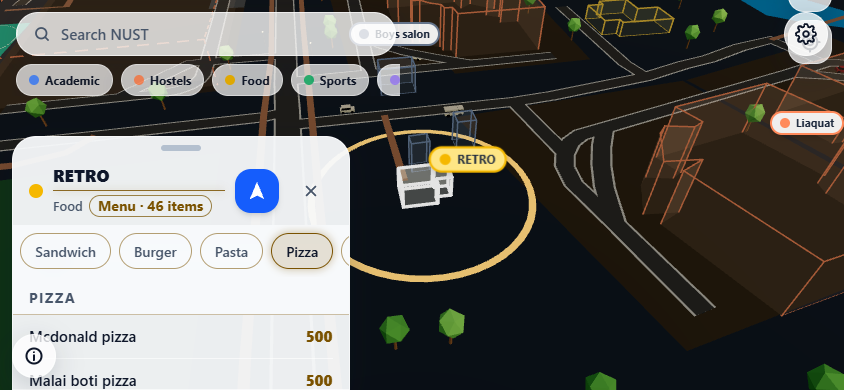 Search NUST
Boys salon
Academic
Hostels
Food
Sports
Liaquat
RETRO
RETRO
Food
Menu · 46 items
Sandwich
Burger
Pasta
Pizza
PIZZA
Mcdonald pizza
500
Malai boti pizza
500